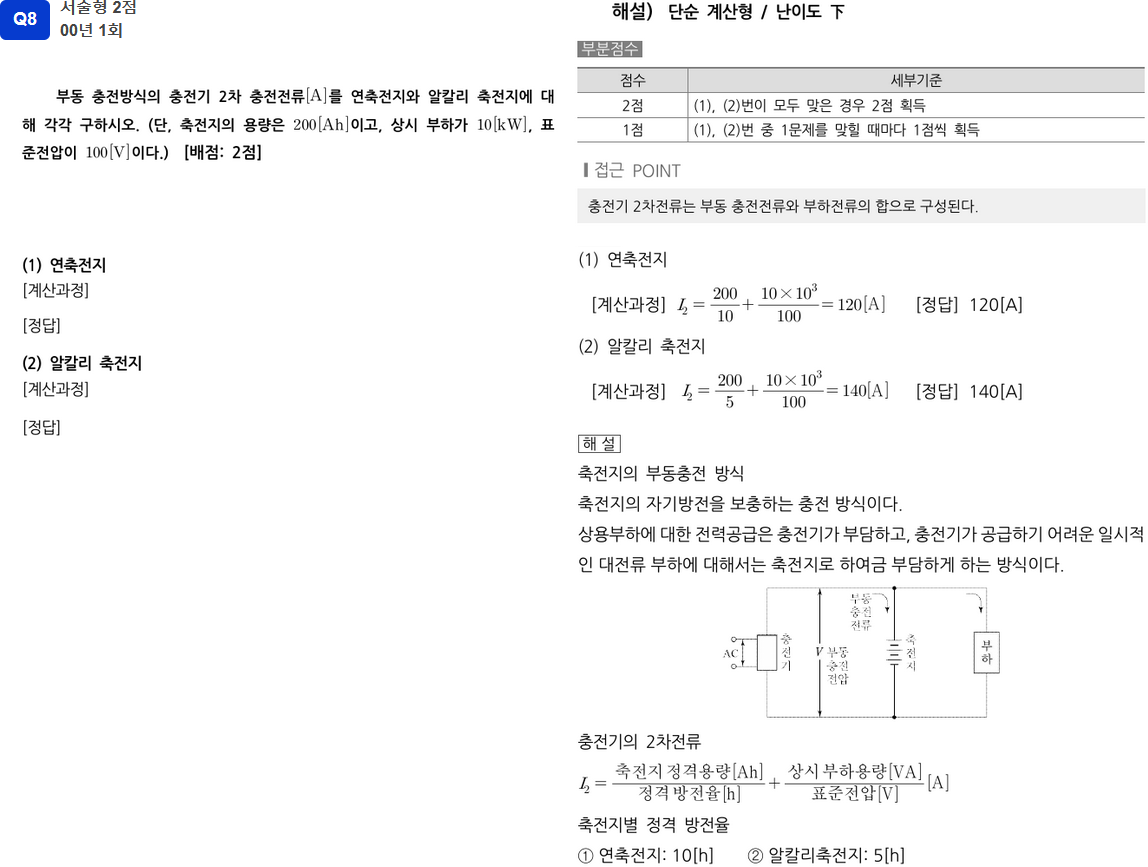 Q8
서술형 2점
00년 1회
부동 충전방식의 충전기 2차 충전전류[A]를 연축전지와 알칼리 축전지에 대
해 각각 구하시오. (단, 축전지의 용량은 200[Ah]이고, 상시 부하가 10[kW], 표
준전압이 100[V]이다.) [배점: 2점]
(1) 연축전지
[계산과정]
[정답]
(2) 알칼리 축전지
[계산과정]
[정답]
해설) 단순 계산형 / 난이도 下
부분점수
점수 세부기준
2점 (1), (2)번이 모두 맞은 경우 2점 획득
1점 (1), (2)번 중 1문제를 맞힐 때마다 1점씩 획득
접근 POINT
충전기 2차전류는 부동 충전전류와 부하전류의 합으로 구성된다.
(1) 연축전지
[계산과정] I₂ = 200/10 + 10×10³/100 = 120[A] [정답] 120[A]
(2) 알칼리 축전지
[계산과정] I₂ = 200/5 + 10×10³/100 = 140[A] [정답] 140[A]
해 설
축전지의 부동충전 방식
축전지의 자기방전을 보충하는 충전 방식이다.
상용부하에 대한 전력공급은 충전기가 부담하고, 충전기가 공급하기 어려운 일시적
인 대전류 부하에 대해서는 축전지로 하여금 부담하게 하는 방식이다.
AC
충전기
V 부동 충전 전압
부동 충전 전류
축전지
부하
충전기의 2차전류
I₂ = 축전지 정격용량[Ah]/정격 방전율[h] + 상시 부하용량[VA]/표준전압[V] [A]
축전지별 정격 방전율
① 연축전지: 10[h] ② 알칼리축전지: 5[h]